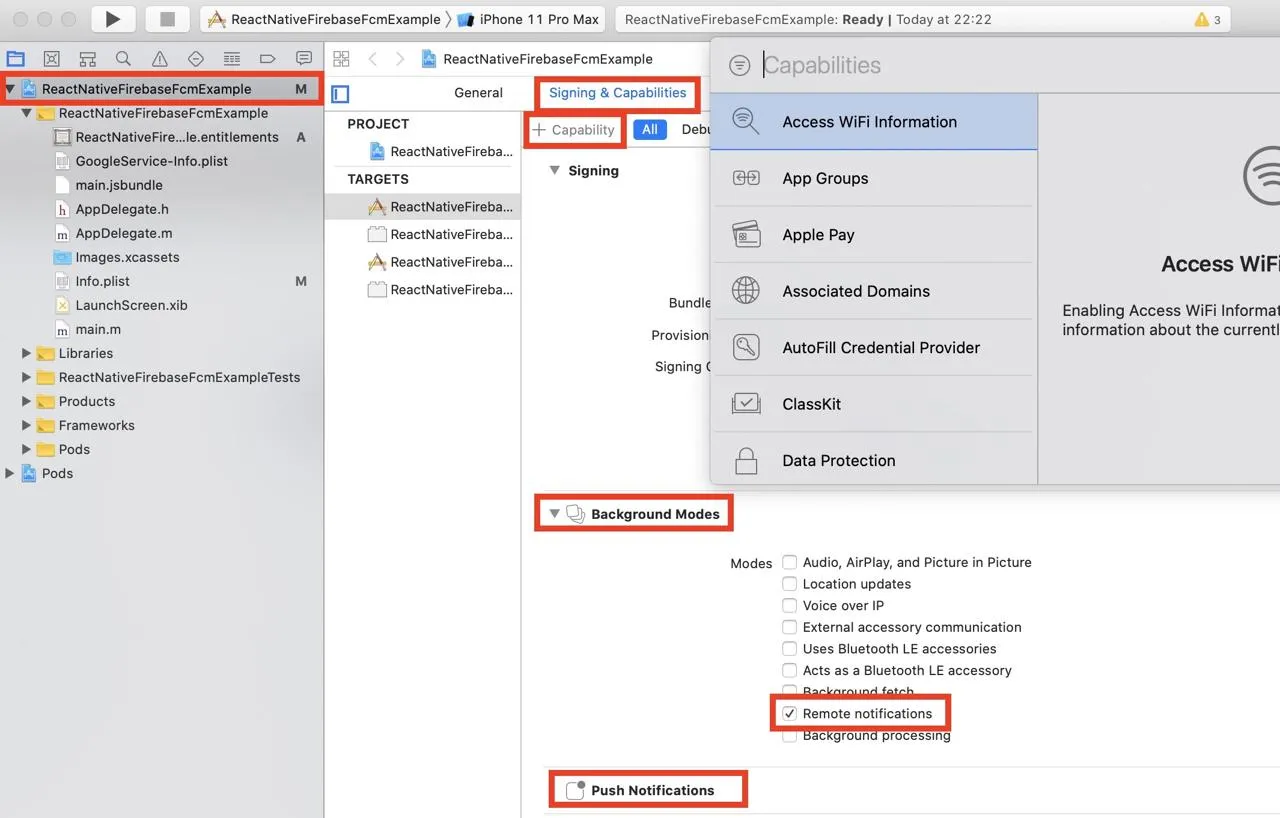 ReactNativeFirebaseFcmExample 〉 iPhone 11 Pro Max
ReactNativeFirebaseFcmExample: Ready | Today at 22:22
3
ReactNativeFirebaseFcmExample M
ReactNativeFirebaseFcmExample
ReactNativeFire...le.entitlements A
GoogleService-Info.plist
main.jsbundle
h AppDelegate.h
m AppDelegate.m
Images.xcassets
Info.plist M
LaunchScreen.xib
m main.m
Libraries
ReactNativeFirebaseFcmExampleTests
Products
Frameworks
Pods
Pods
ReactNativeFirebaseFcmExample
General
Signing & Capabilities
PROJECT
ReactNativeFireba...
TARGETS
ReactNativeFireba...
ReactNativeFireba...
ReactNativeFireba...
ReactNativeFireba...
+ Capability
All
Debu
Signing
Bundle
Provisioni
Signing C
Capabilities
Access WiFi Information
App Groups
Apple Pay
Associated Domains
AutoFill Credential Provider
ClassKit
Data Protection
Access WiFi
Enabling Access WiFi Informat
information about the currentl
Background Modes
Modes
Audio, AirPlay, and Picture in Picture
Location updates
Voice over IP
External accessory communication
Uses Bluetooth LE accessories
Acts as a Bluetooth LE accessory
Background fetch
Remote notifications
Background processing
Push Notifications